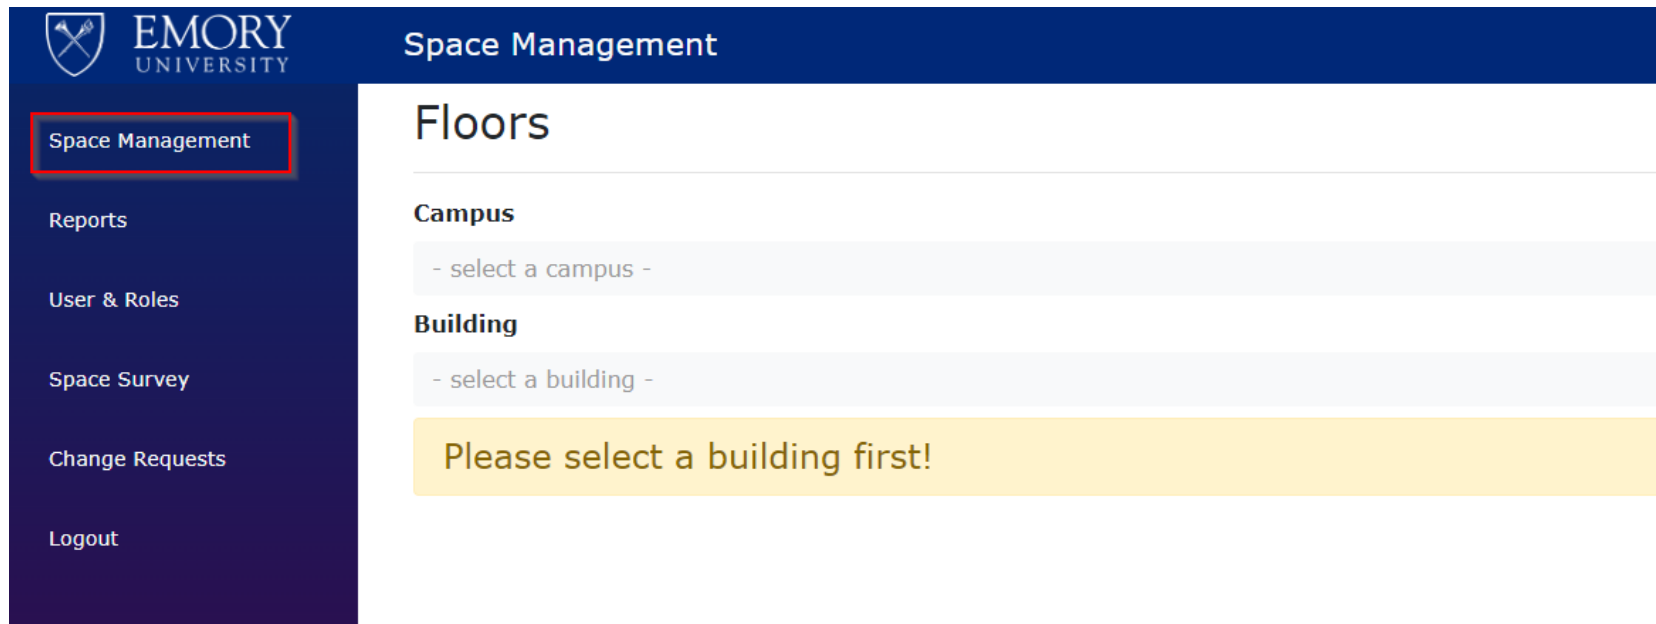 EMORY
UNIVERSITY
Space Management
Space Management
Reports
User & Roles
Space Survey
Change Requests
Logout
Floors
Campus
- select a campus -
Building
- select a building -
Please select a building first!